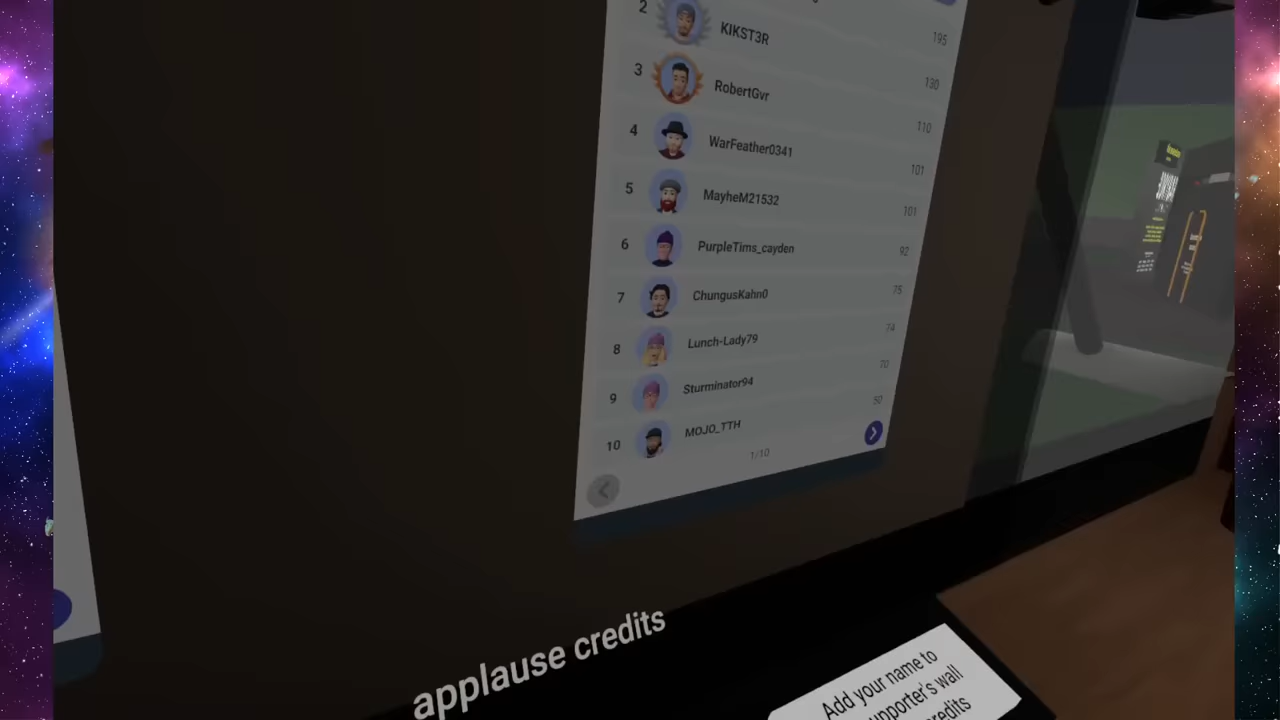 195
2 KIKST3R 130
3 RobertGvr 110
4 WarFeather0341 101
5 MayheM21532 101
6 PurpleTims_cayden 92
7 ChungusKahn0 75
8 Lunch-Lady79 74
9 Sturminator94 70
10 MOJO_TTH 50
1/10
applause credits
Add your name to
supporter's wall
credits